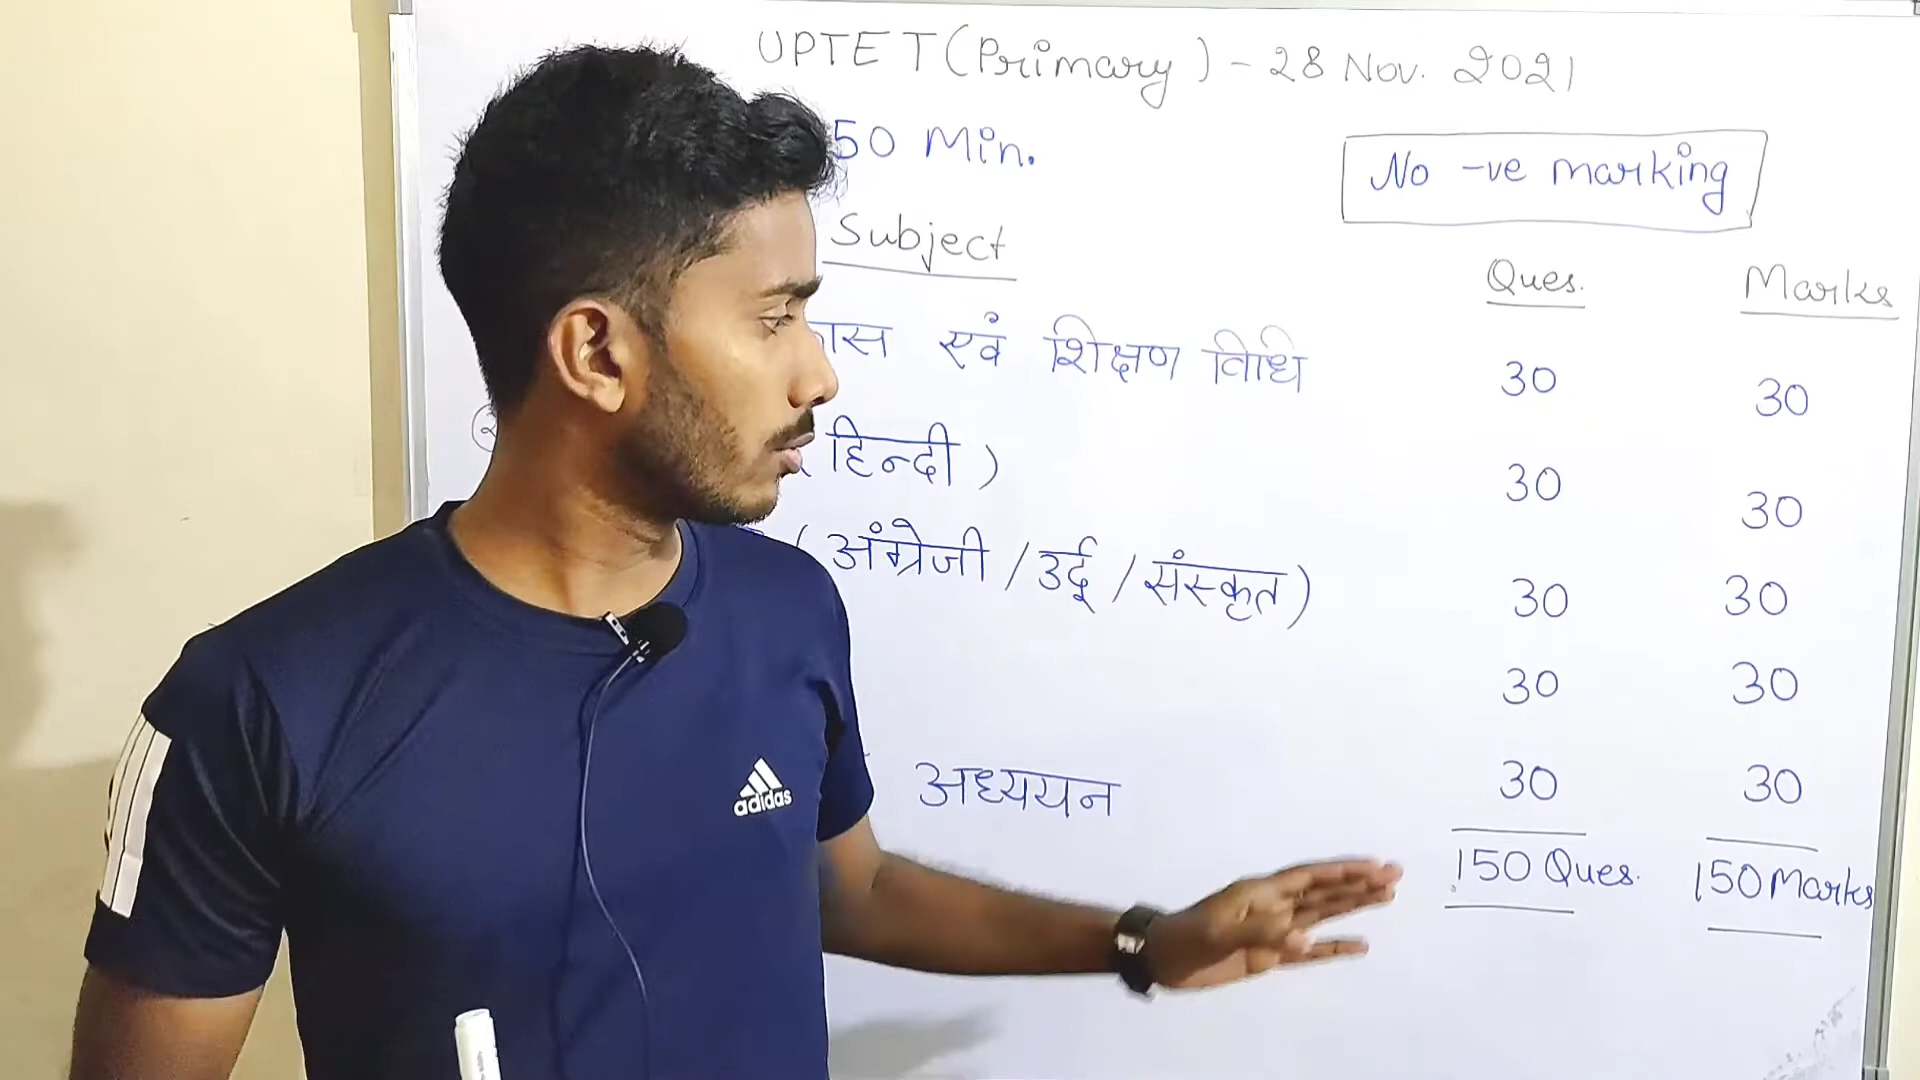 UPTET (Primary) - 28 Nov. 2021
50 Min.
No -ve marking
Subject Ques. Marks
एवं शिक्षण विधि 30 30
हिन्दी) 30 30
(अंग्रेजी / उर्दू / संस्कृत) 30 30
30 30
अध्ययन 30 30
150 Ques. 150 Marks
adidas